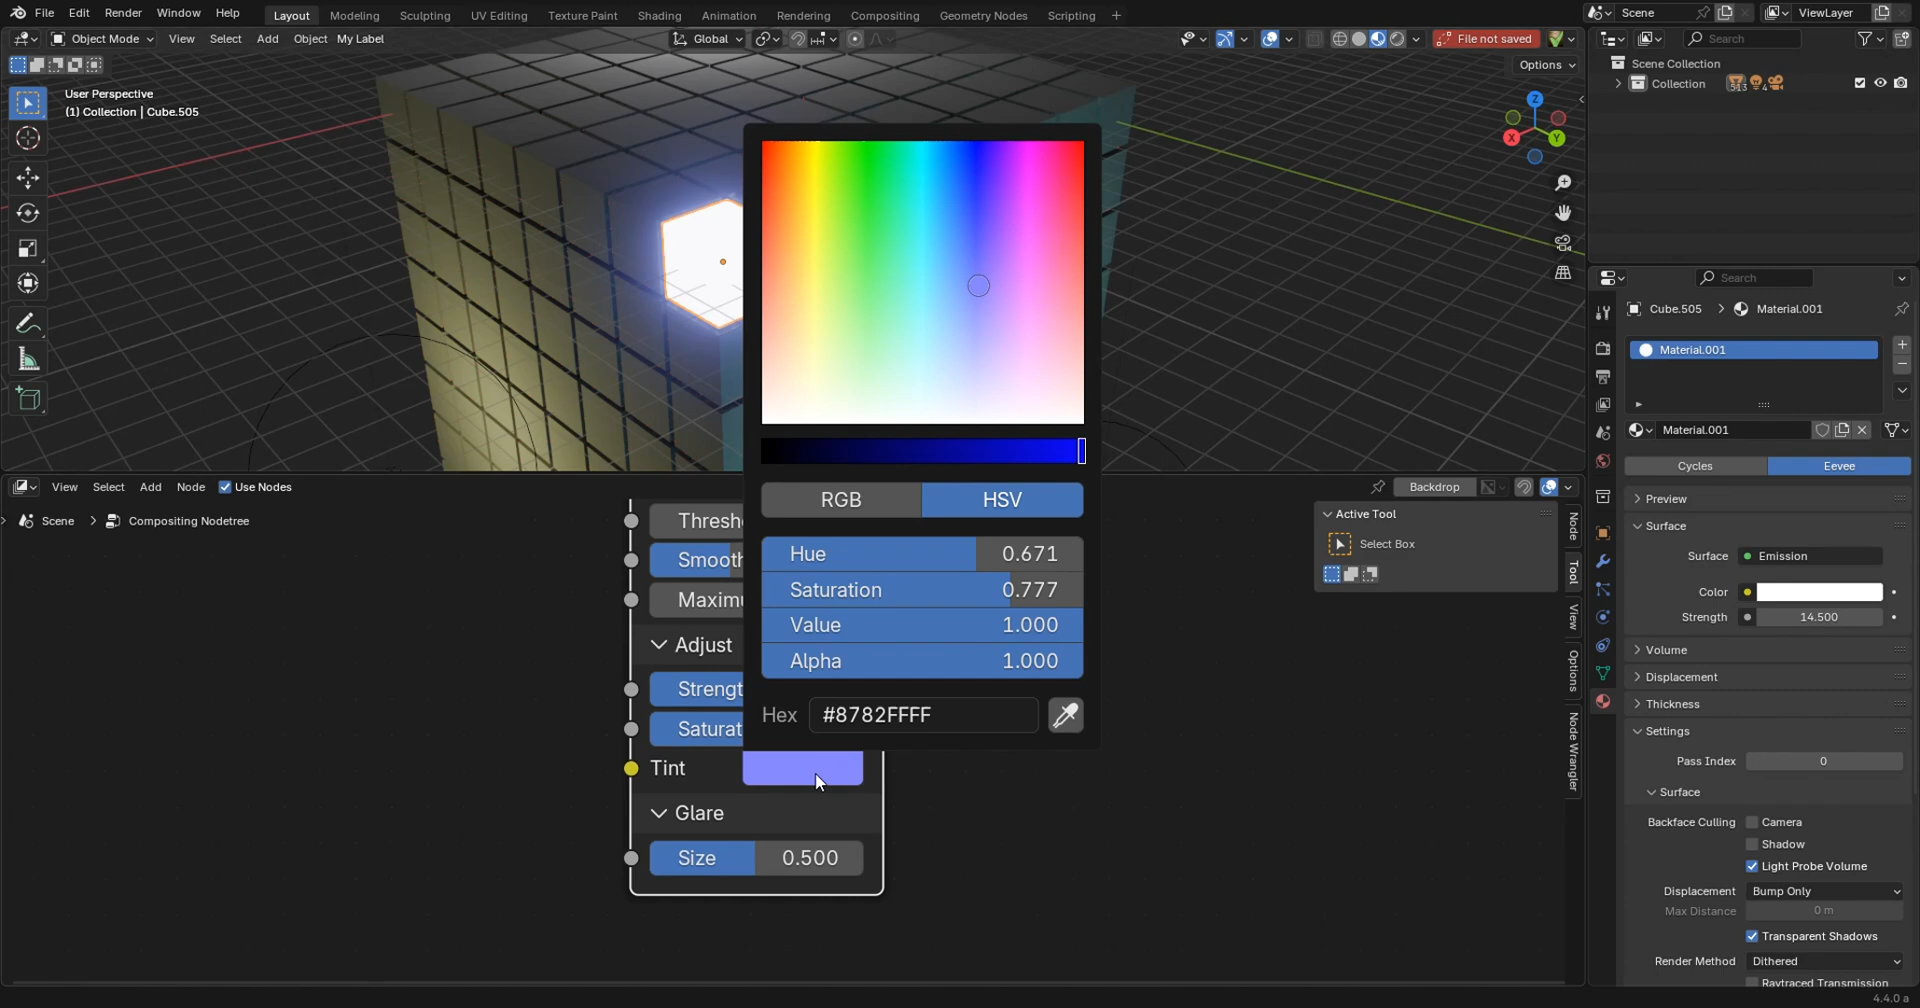 File Edit Render Window Help Layout Modeling Sculpting UV Editing Texture Paint Shading Animation Rendering Compositing Geometry Nodes Scripting + Scene ViewLayer
Object Mode View Select Add Object My Label Global File not saved Search
Options
User Perspective
(1) Collection | Cube.505
Scene Collection
Collection 513 4
Z
X
Y
Search
Cube.505 > Material.001
Material.001
Material.001
Cycles Eevee
Preview
Surface
Surface Emission
Color
Strength 14.500
Volume
Displacement
Thickness
Settings
Pass Index 0
Surface
Backface Culling Camera
Shadow
Light Probe Volume
Displacement Bump Only
Max Distance 0 m
Transparent Shadows
Render Method Dithered
Raytraced Transmission
View Select Add Node Use Nodes Backdrop
Scene > Compositing Nodetree
Active Tool
Select Box
Node
Tool
View
Options
Node Wrangler
Thresh
Smoot
Maxim
Adjust
Strengt
Saturat
Tint
Glare
Size 0.500
RGB HSV
Hue 0.671
Saturation 0.777
Value 1.000
Alpha 1.000
Hex #8782FFFF
4.4.0 a